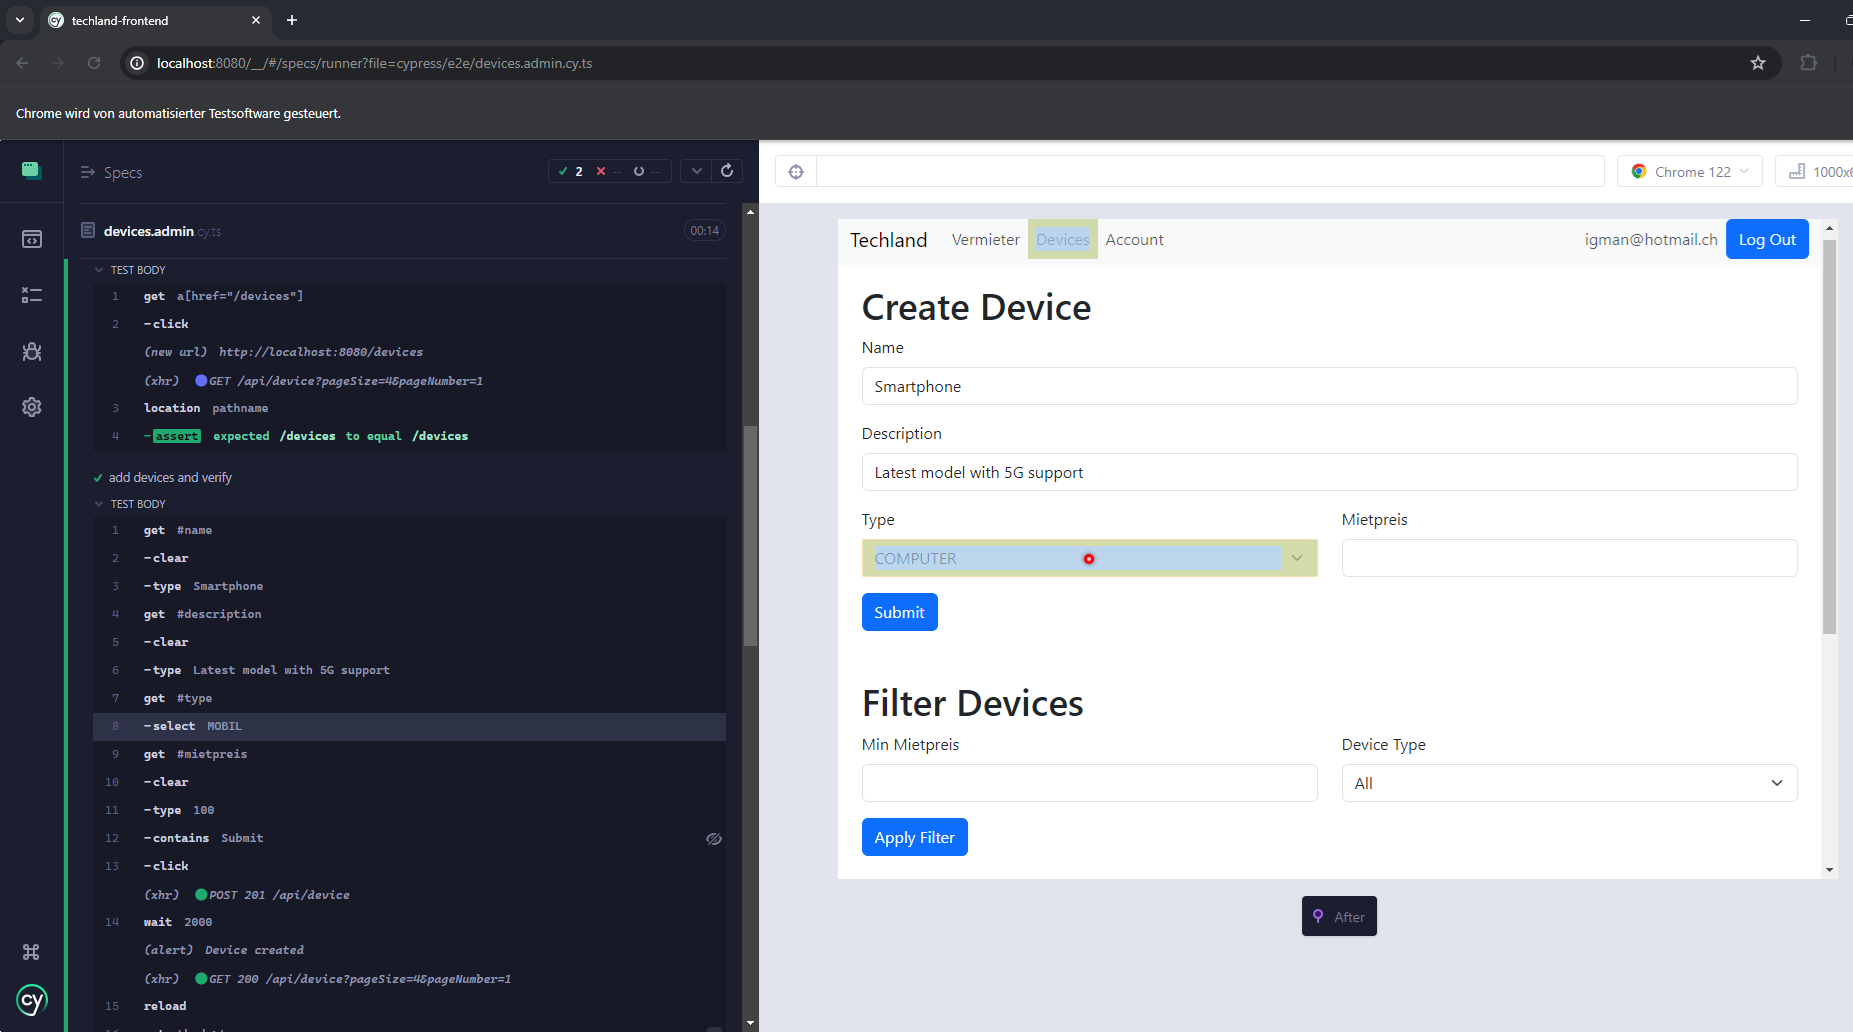 techland-frontend
localhost:8080/__/#/specs/runner?file=cypress/e2e/devices.admin.cy.ts
Chrome wird von automatisierter Testsoftware gesteuert.
Specs
2 -- --
devices.admin.cy.ts 00:14
TEST BODY
1 get a[href="/devices"]
2 -click
(new url) http://localhost:8080/devices
(xhr) GET /api/device?pageSize=4&pageNumber=1
3 location pathname
4 -assert expected /devices to equal /devices
add devices and verify
TEST BODY
1 get #name
2 -clear
3 -type Smartphone
4 get #description
5 -clear
6 -type Latest model with 5G support
7 get #type
8 -select MOBIL
9 get #mietpreis
10 -clear
11 -type 100
12 -contains Submit
13 -click
(xhr) POST 201 /api/device
14 wait 2000
(alert) Device created
(xhr) GET 200 /api/device?pageSize=4&pageNumber=1
15 reload
cy
Chrome 122
1000x6
Techland Vermieter Devices Account igman@hotmail.ch Log Out
Create Device
Name
Smartphone
Description
Latest model with 5G support
Type Mietpreis
COMPUTER
Submit
Filter Devices
Min Mietpreis Device Type
All
Apply Filter
After